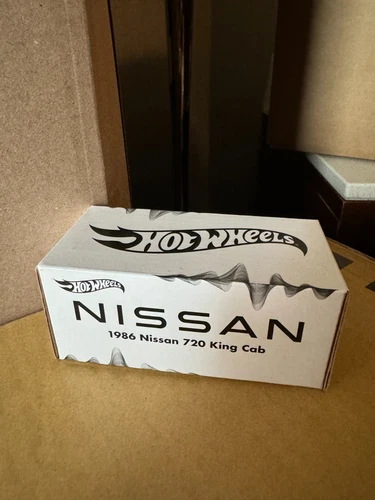 HOT WHEELS
HOT WHEELS
NISSAN
1986 Nissan 720 King Cab